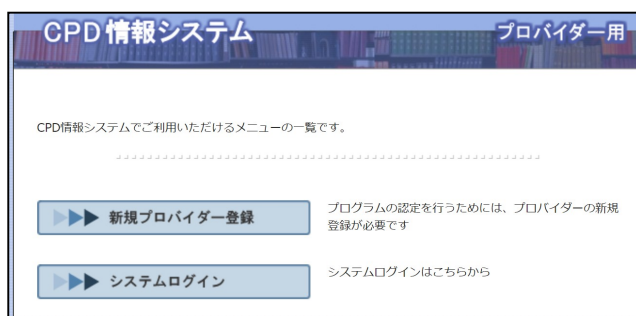 CPD情報システム
プロバイダー用
CPD情報システムでご利用いただけるメニューの一覧です。
新規プロバイダー登録
プログラムの認定を行うためには、プロバイダーの新規
登録が必要です
システムログイン
システムログインはこちらから